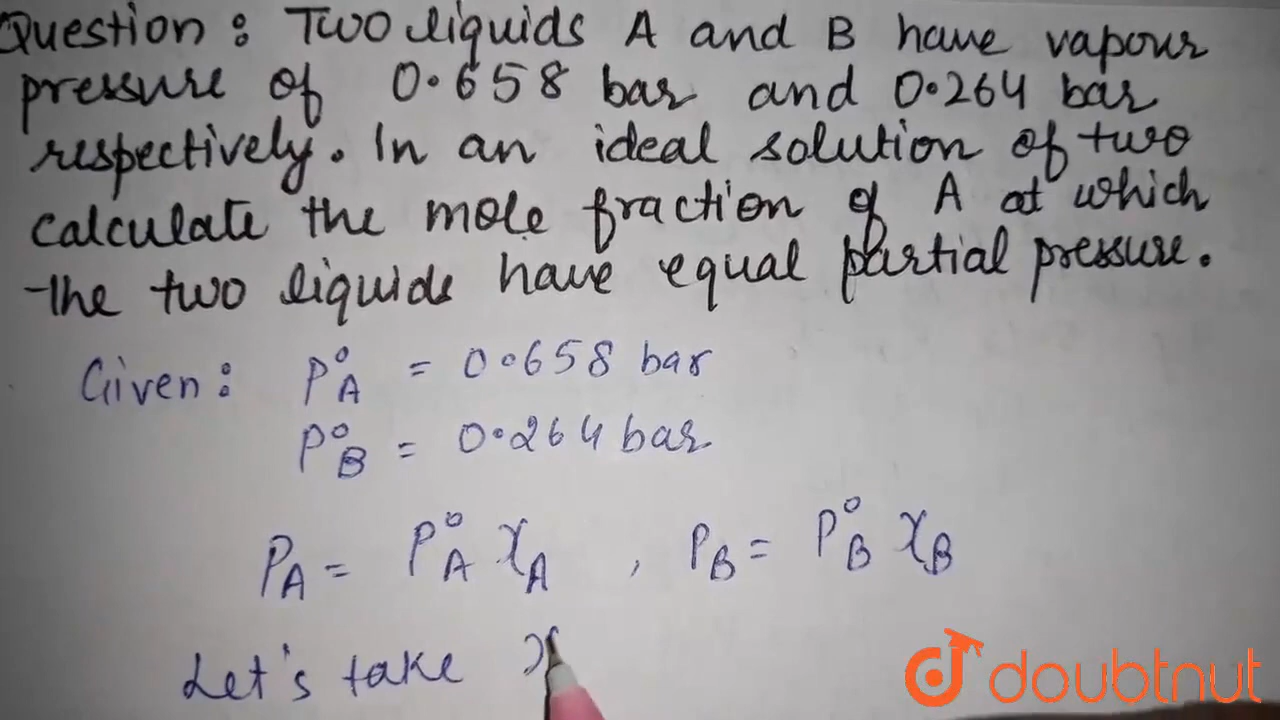 Question: Two liquids A and B have vapour
pressure of 0.658 bar and 0.264 bar
respectively. In an ideal solution of two
calculate the mole fraction of A at which
the two liquids have equal partial pressure.
Given: P°A = 0.658 bar
P°B = 0.264 bar
PA = P°A χA , PB = P°B χB
Let's take
doubtnut